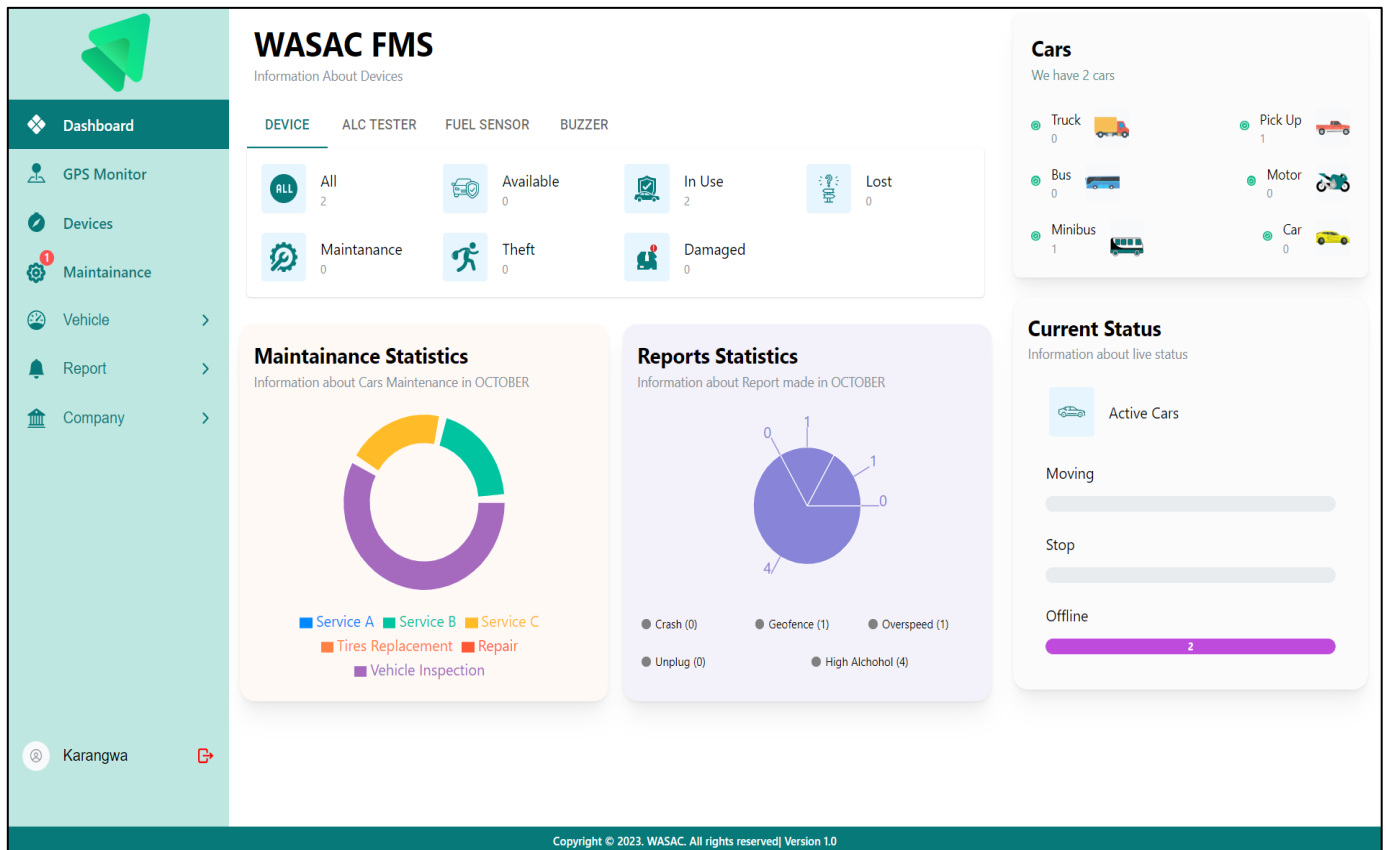 Dashboard
GPS Monitor
Devices
1
Maintainance
Vehicle
Report
Company
Karangwa
WASAC FMS
Information About Devices
DEVICE ALC TESTER FUEL SENSOR BUZZER
ALL
All
2
Available
0
In Use
2
Lost
0
Maintanance
0
Theft
0
Damaged
0
Maintainance Statistics
Information about Cars Maintenance in OCTOBER
Service A Service B Service C
Tires Replacement Repair
Vehicle Inspection
Reports Statistics
Information about Report made in OCTOBER
0
1
1
0
4
Crash (0) Geofence (1) Overspeed (1)
Unplug (0) High Alchohol (4)
Cars
We have 2 cars
Truck
0
Pick Up
1
Bus
0
Motor
0
Minibus
1
Car
0
Current Status
Information about live status
Active Cars
Moving
Stop
Offline
2
Copyright © 2023. WASAC. All rights reserved| Version 1.0